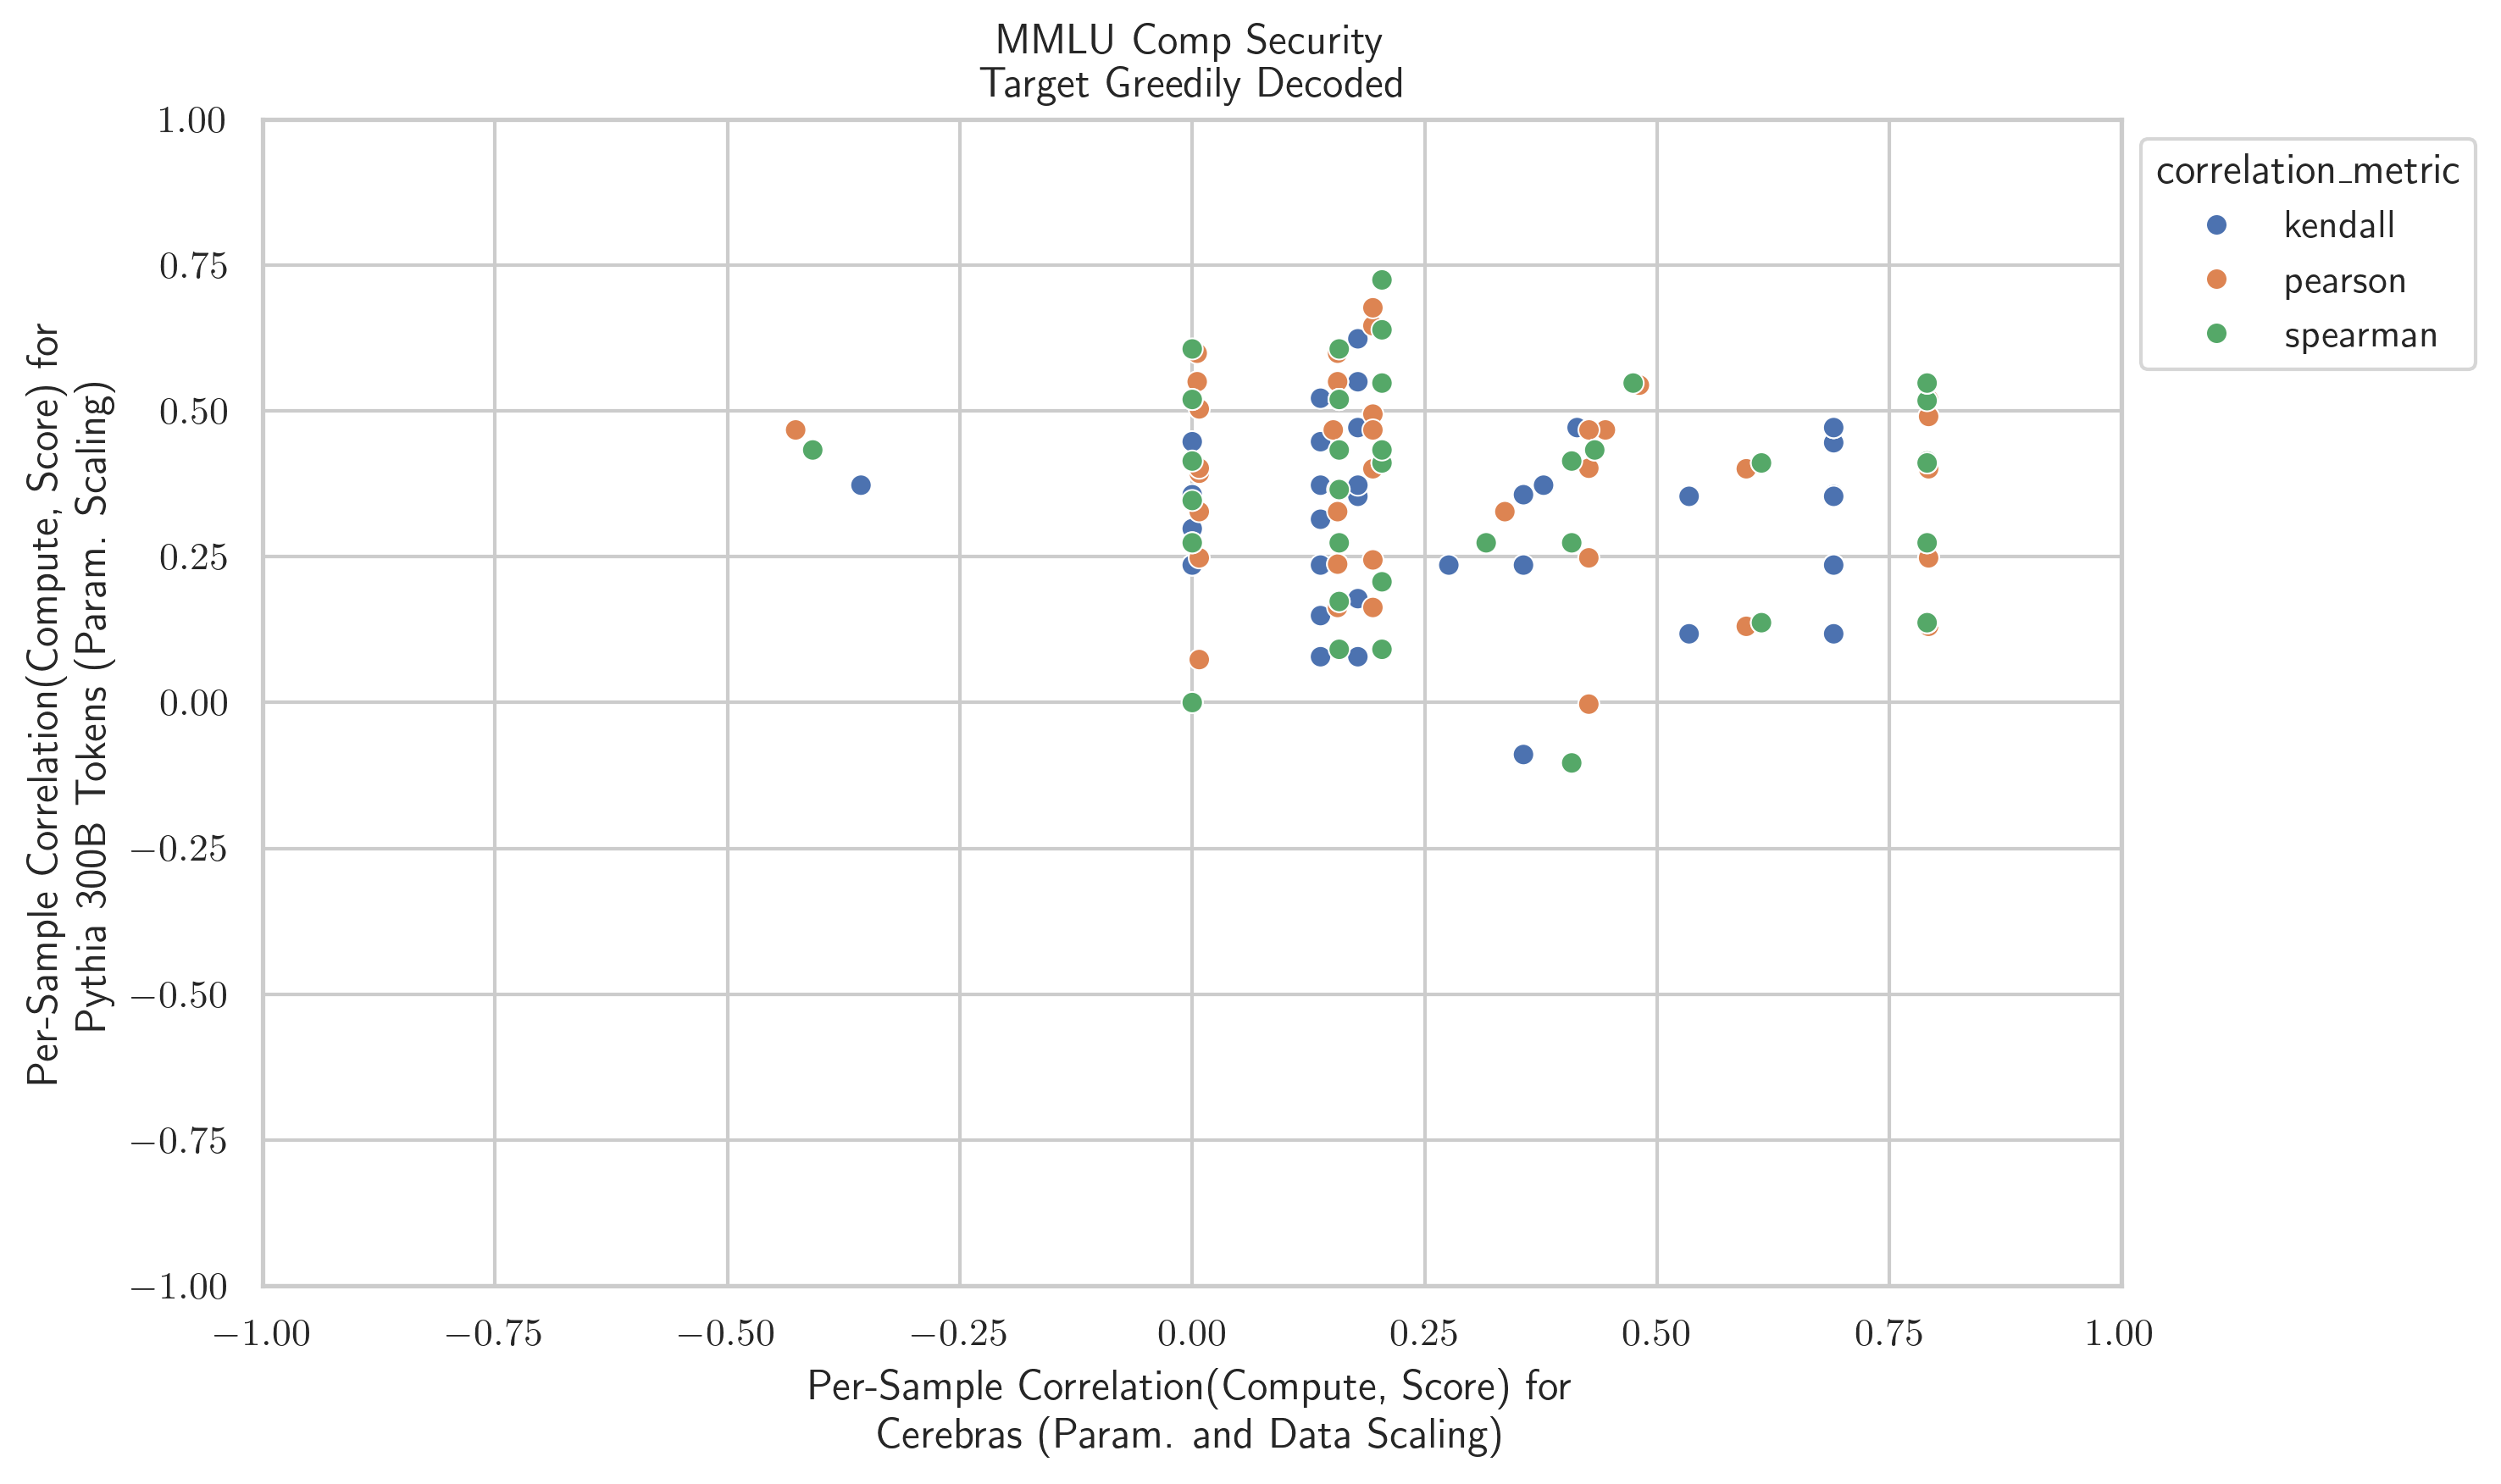 MMLU Comp Security
Target Greedily Decoded
1.00
0.75
0.50
0.25
0.00
−0.25
−0.50
−0.75
−1.00
Per-Sample Correlation(Compute, Score) for
Pythia 300B Tokens (Param. Scaling)
correlation_metric
kendall
pearson
spearman
−1.00 −0.75 −0.50 −0.25 0.00 0.25 0.50 0.75 1.00
Per-Sample Correlation(Compute, Score) for
Cerebras (Param. and Data Scaling)